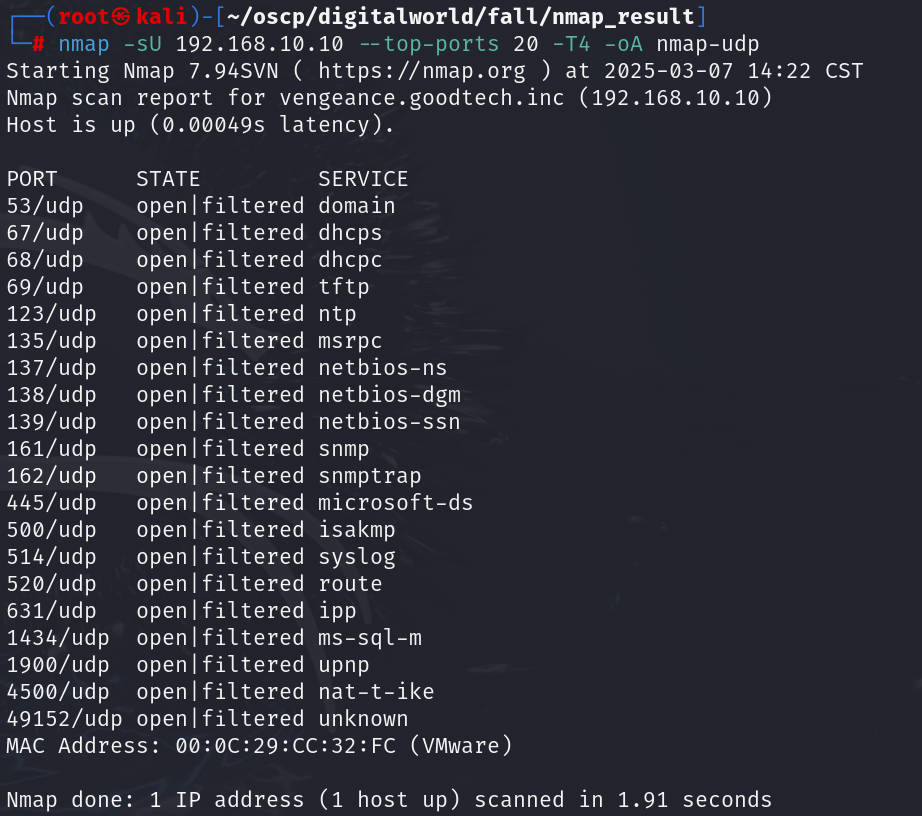 ┌──(root㉿kali)-[~/oscp/digitalworld/fall/nmap_result]
└─# nmap -sU 192.168.10.10 --top-ports 20 -T4 -oA nmap-udp
Starting Nmap 7.94SVN ( https://nmap.org ) at 2025-03-07 14:22 CST
Nmap scan report for vengeance.goodtech.inc (192.168.10.10)
Host is up (0.00049s latency).

PORT      STATE         SERVICE
53/udp    open|filtered domain
67/udp    open|filtered dhcps
68/udp    open|filtered dhcpc
69/udp    open|filtered tftp
123/udp   open|filtered ntp
135/udp   open|filtered msrpc
137/udp   open|filtered netbios-ns
138/udp   open|filtered netbios-dgm
139/udp   open|filtered netbios-ssn
161/udp   open|filtered snmp
162/udp   open|filtered snmptrap
445/udp   open|filtered microsoft-ds
500/udp   open|filtered isakmp
514/udp   open|filtered syslog
520/udp   open|filtered route
631/udp   open|filtered ipp
1434/udp  open|filtered ms-sql-m
1900/udp  open|filtered upnp
4500/udp  open|filtered nat-t-ike
49152/udp open|filtered unknown
MAC Address: 00:0C:29:CC:32:FC (VMware)

Nmap done: 1 IP address (1 host up) scanned in 1.91 seconds